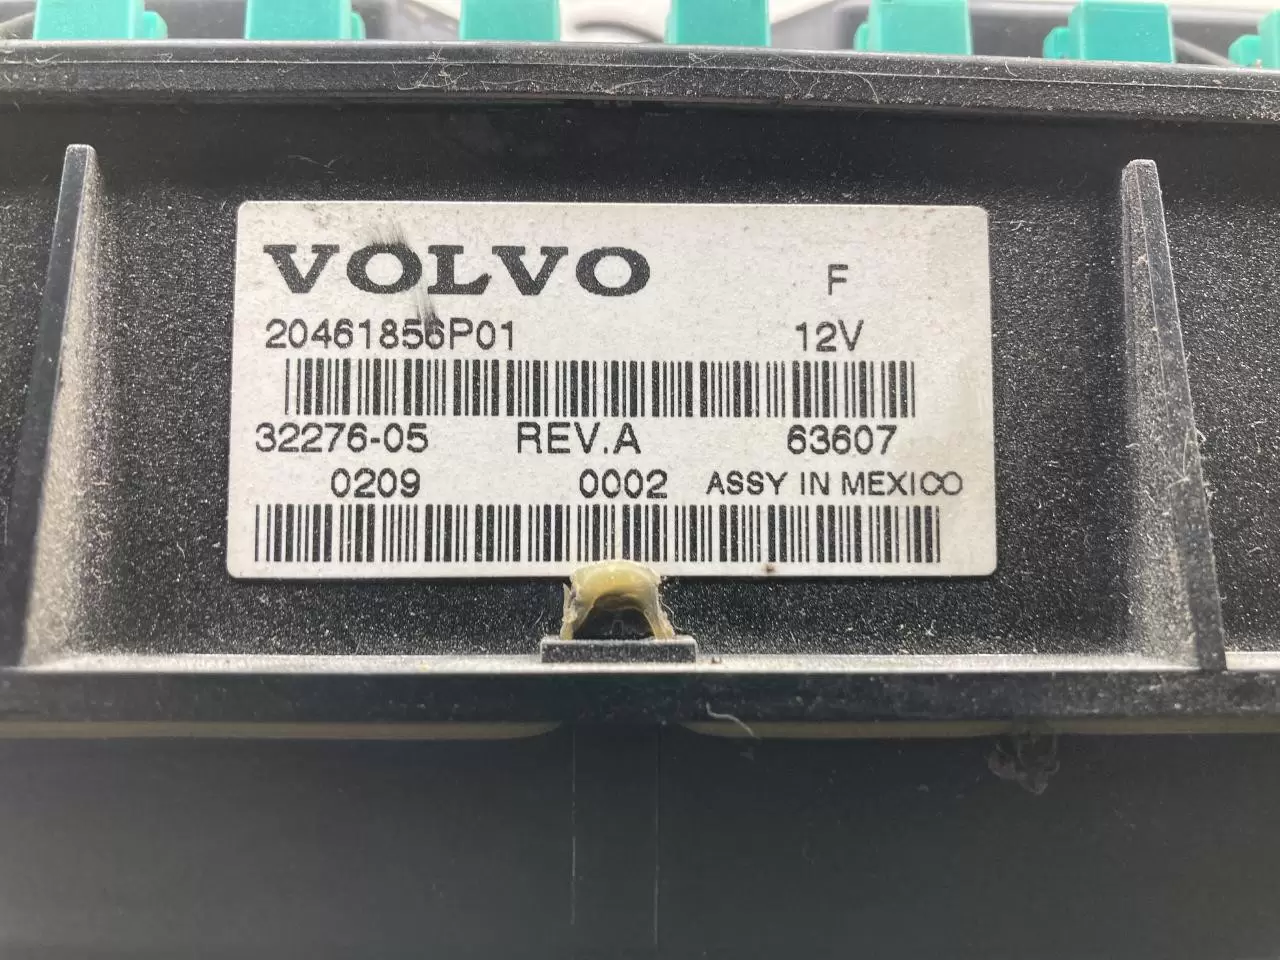 VOLVO F
20461856P01 12V
32276-05 REV.A 63607
0209 0002 ASSY IN MEXICO